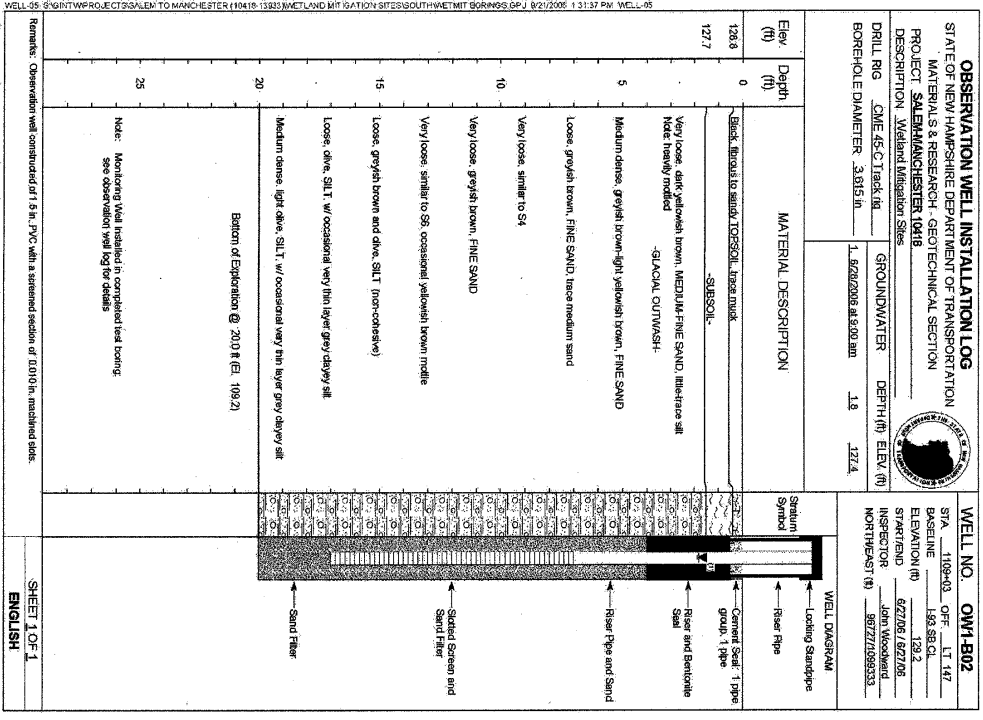 WELL-05 S:\GINTW\PROJECTS\SALEM TO MANCHESTER (10418-13933)\WETLAND MITIGATION SITES\SOUTHWETMIT BORINGS.GPJ 9/21/2006 1:31:37 PM WELL-05
OBSERVATION WELL INSTALLATION LOG
STATE OF NEW HAMPSHIRE DEPARTMENT OF TRANSPORTATION
MATERIALS & RESEARCH - GEOTECHNICAL SECTION
PROJECT SALEM-MANCHESTER 10418
DESCRIPTION Wetland Mitigation Sites
DRILL RIG CME 45-C Track rig
BOREHOLE DIAMETER 3.615 in
GROUNDWATER DEPTH (ft) ELEV. (ft)
1. 6/28/2006 at 9:00 am 1.8 127.4
WELL NO. OW1-B02
STA. 1109+03 OFF. LT 147
BASELINE I-93 SB CL
ELEVATION (ft) 129.2
START/END 6/27/06 / 6/27/06
INSPECTOR John Woodward
NORTH/EAST (ft) 96727/1099333
Elev. (ft)
Depth (ft)
MATERIAL DESCRIPTION
Stratum Symbol
WELL DIAGRAM
Locking Standpipe
Riser Pipe
0
128.8
Black, fibrous to sandy TOPSOIL, trace muck
Cement Seal: 1 pipe, group. 1 pipe
-SUBSOIL-
127.7
1
Very loose, dark yellowish brown, MEDIUM-FINE SAND, little-trace silt
Note: heavily mottled
Riser and Bentonite Seal
-GLACIAL OUTWASH-
5
Medium dense, greyish brown-light yellowish brown, FINE SAND
Riser Pipe and Sand
Loose, greyish brown, FINE SAND, trace medium sand
Very loose, similar to S4
10
Very loose, greyish brown, FINE SAND
Slotted Screen and Sand Filter
Very loose, similar to S6, occasional yellowish brown mottle
15
Loose, greyish brown and olive, SILT (non-cohesive)
Loose, olive, SILT, w/ occasional very thin layer grey clayey silt
Sand Filter
Medium dense, light olive, SILT, w/ occasional very thin layer grey clayey silt
20
Bottom of Exploration @ 20.0 ft (El. 109.2)
25
Note: Monitoring Well installed in completed test boring;
see observation well log for details
Remarks: Observation well constructed of 1.5 in. PVC with a screened section of 0.010-in. machined slots.
SHEET 1 OF 1
ENGLISH